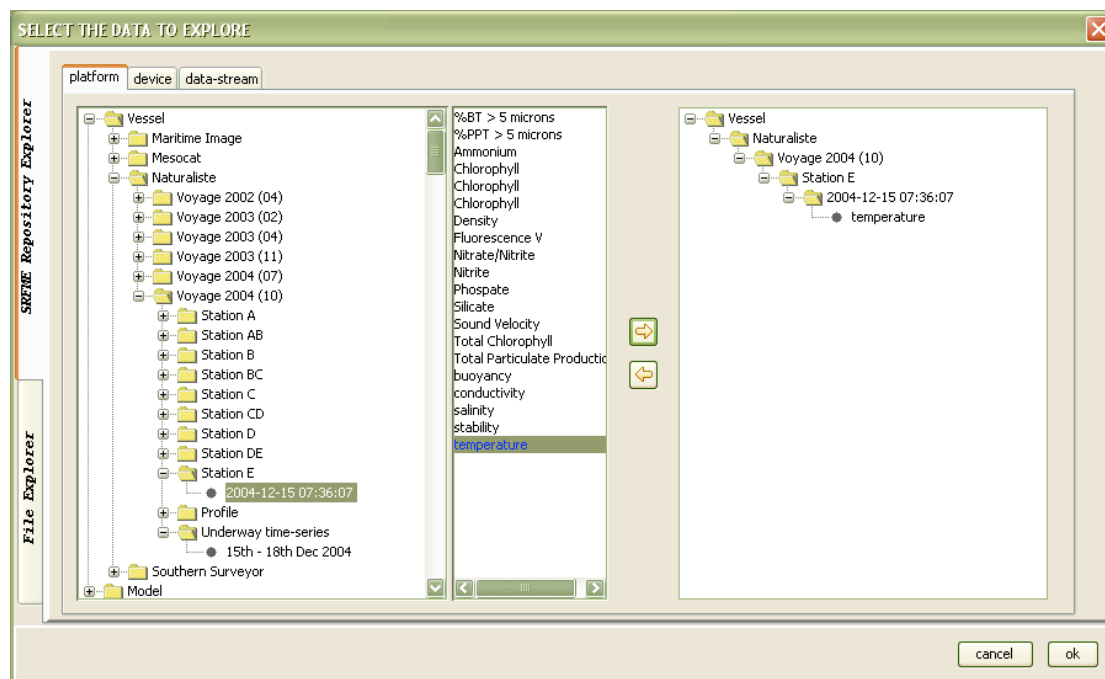 SELECT THE DATA TO EXPLORE
SRFME Repository Explorer
File Explorer
platform
device
data-stream
Vessel
Maritime Image
Mesocat
Naturaliste
Voyage 2002 (04)
Voyage 2003 (02)
Voyage 2003 (04)
Voyage 2003 (11)
Voyage 2004 (07)
Voyage 2004 (10)
Station A
Station AB
Station B
Station BC
Station C
Station CD
Station D
Station DE
Station E
2004-12-15 07:36:07
Profile
Underway time-series
15th - 18th Dec 2004
Southern Surveyor
Model
%BT > 5 microns
%PPT > 5 microns
Ammonium
Chlorophyll
Chlorophyll
Chlorophyll
Density
Fluorescence V
Nitrate/Nitrite
Nitrite
Phospate
Silicate
Sound Velocity
Total Chlorophyll
Total Particulate Productic
buoyancy
conductivity
salinity
stability
temperature
Vessel
Naturaliste
Voyage 2004 (10)
Station E
2004-12-15 07:36:07
temperature
cancel
ok